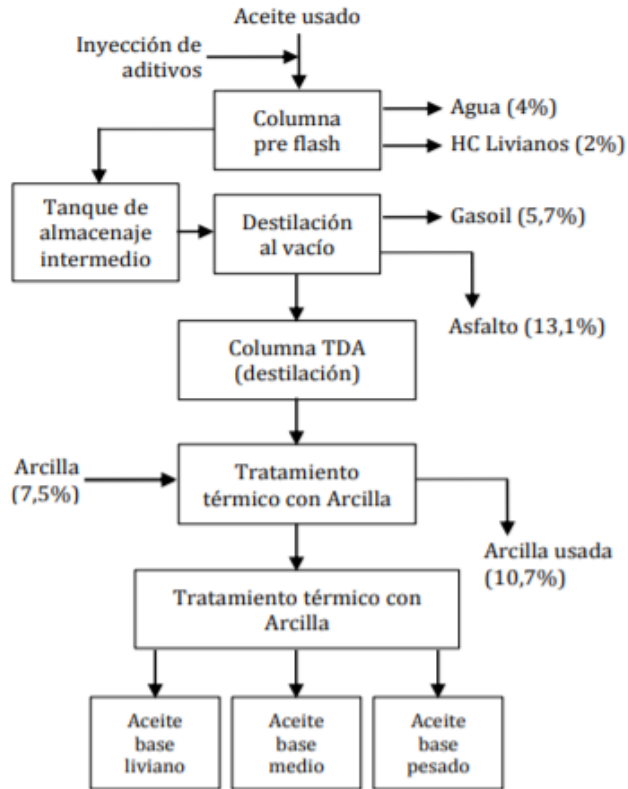 Aceite usado
Inyección de
aditivos
Columna
pre flash
Agua (4%)
HC Livianos (2%)
Tanque de
almacenaje
intermedio
Destilación
al vacío
Gasoil (5,7%)
Asfalto (13,1%)
Columna TDA
(destilación)
Arcilla
(7,5%)
Tratamiento
térmico con Arcilla
Arcilla usada
(10,7%)
Tratamiento térmico con
Arcilla
Aceite
base
liviano
Aceite
base
medio
Aceite
base
pesado